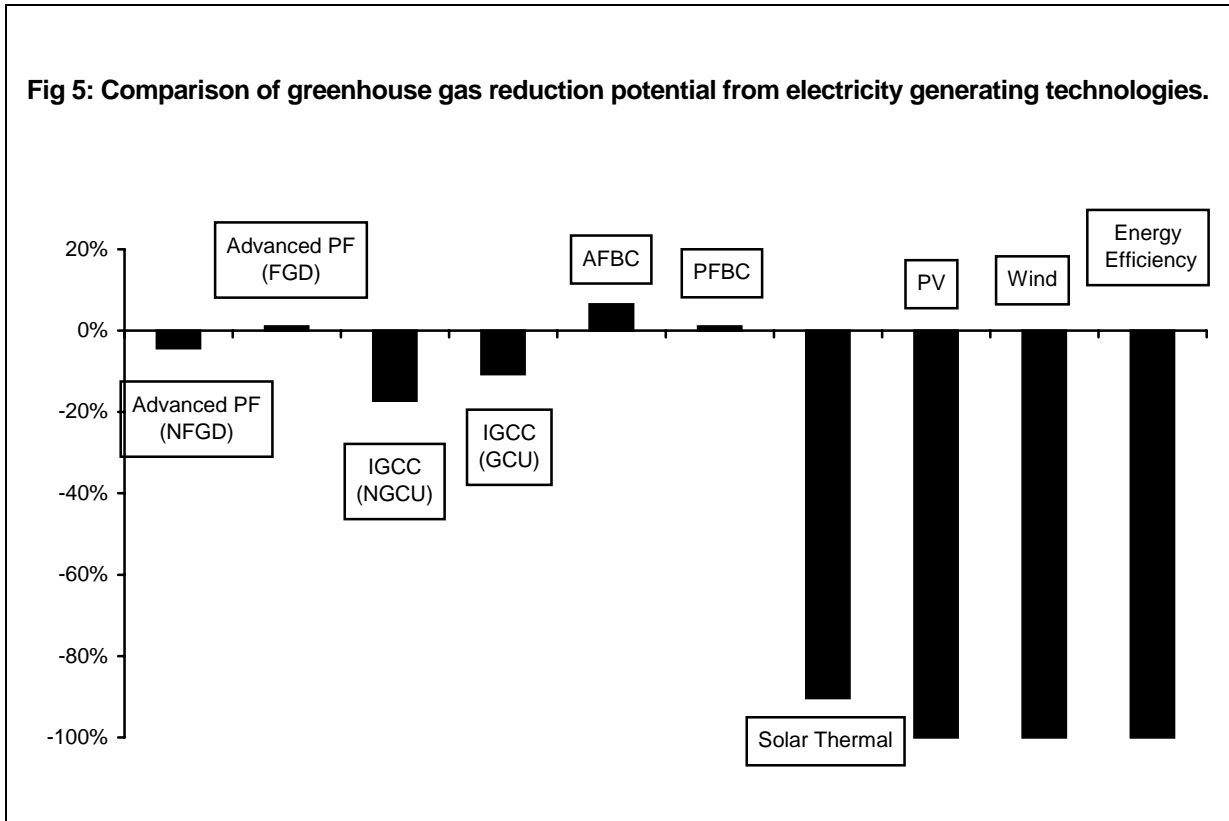 Fig 5: Comparison of greenhouse gas reduction potential from electricity generating technologies.
20%
0%
-20%
-40%
-60%
-80%
-100%
Advanced PF
(NFGD)
Advanced PF
(FGD)
IGCC
(NGCU)
IGCC
(GCU)
AFBC
PFBC
Solar Thermal
PV
Wind
Energy
Efficiency